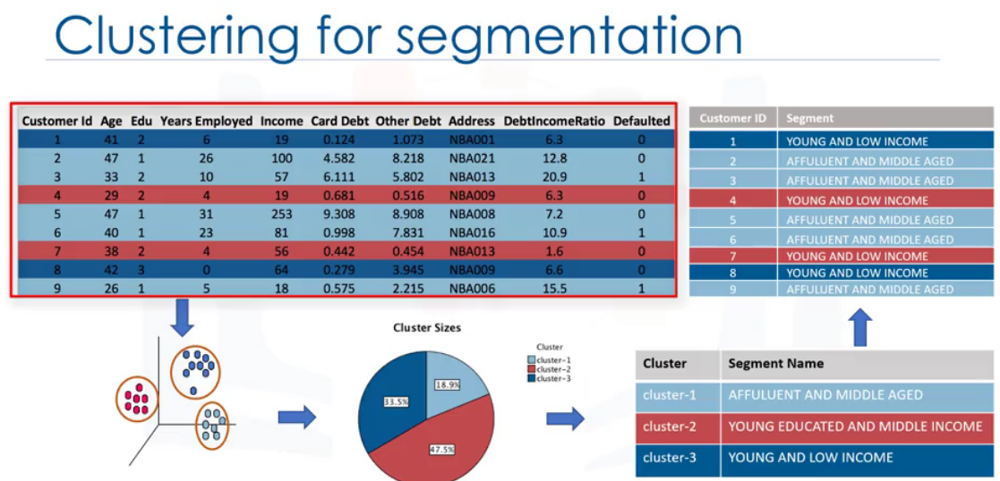 Clustering for segmentation
Customer Id Age Edu Years Employed Income Card Debt Other Debt Address DebtIncomeRatio Defaulted
1 41 2 6 19 0.124 1.073 NBA001 6.3 0
2 47 1 26 100 4.582 8.218 NBA021 12.8 0
3 33 2 10 57 6.111 5.802 NBA013 20.9 1
4 29 2 4 19 0.681 0.516 NBA009 6.3 0
5 47 1 31 253 9.308 8.908 NBA008 7.2 0
6 40 1 23 81 0.998 7.831 NBA016 10.9 1
7 38 2 4 56 0.442 0.454 NBA013 1.6 0
8 42 3 0 64 0.279 3.945 NBA009 6.6 0
9 26 1 5 18 0.575 2.215 NBA006 15.5 1
Customer ID Segment
1 YOUNG AND LOW INCOME
2 AFFULUENT AND MIDDLE AGED
3 AFFULUENT AND MIDDLE AGED
4 YOUNG AND LOW INCOME
5 AFFULUENT AND MIDDLE AGED
6 AFFULUENT AND MIDDLE AGED
7 YOUNG AND LOW INCOME
8 YOUNG AND LOW INCOME
9 AFFULUENT AND MIDDLE AGED
Cluster Sizes
18.9%
33.5%
47.5%
Cluster
cluster-1
cluster-2
cluster-3
Cluster Segment Name
cluster-1 AFFULUENT AND MIDDLE AGED
cluster-2 YOUNG EDUCATED AND MIDDLE INCOME
cluster-3 YOUNG AND LOW INCOME